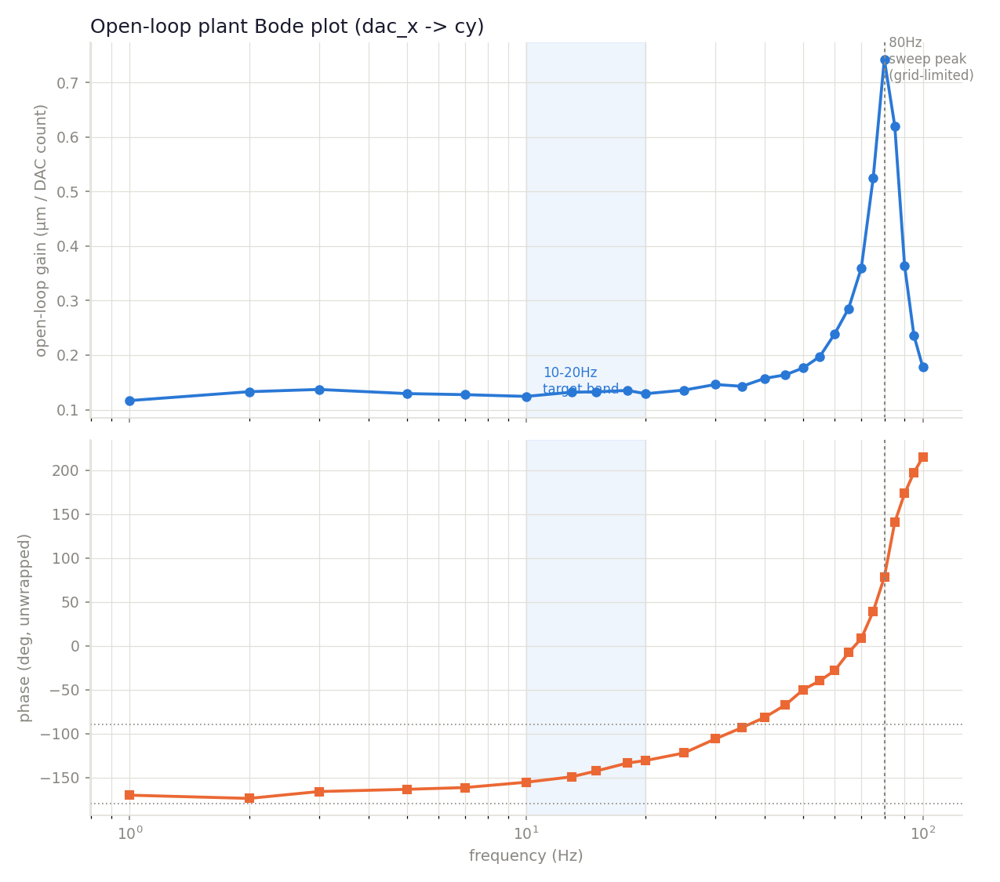 Open-loop plant Bode plot (dac_x -> cy)
80Hz
sweep peak
(grid-limited)
open-loop gain (µm / DAC count)
0.7
0.6
0.5
0.4
0.3
0.2
0.1
10-20Hz
target band
phase (deg, unwrapped)
200
150
100
50
0
−50
−100
−150
10⁰ 10¹ 10²
frequency (Hz)